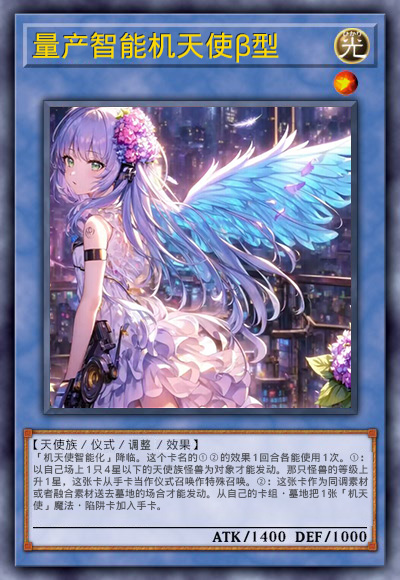 量产智能机天使β型
ひかり
光
【天使族／仪式／调整／效果】
「机天使智能化」降临。这个卡名的①②的效果1回合各能使用1次。①：
以自己场上1只4星以下的天使族怪兽为对象才能发动。那只怪兽的等级上
升1星，这张卡从手卡当作仪式召唤作特殊召唤。②：这张卡作为同调素材
或者融合素材送去墓地的场合才能发动。从自己的卡组·墓地把1张「机天
使」魔法·陷阱卡加入手卡。
ATK/1400 DEF/1000